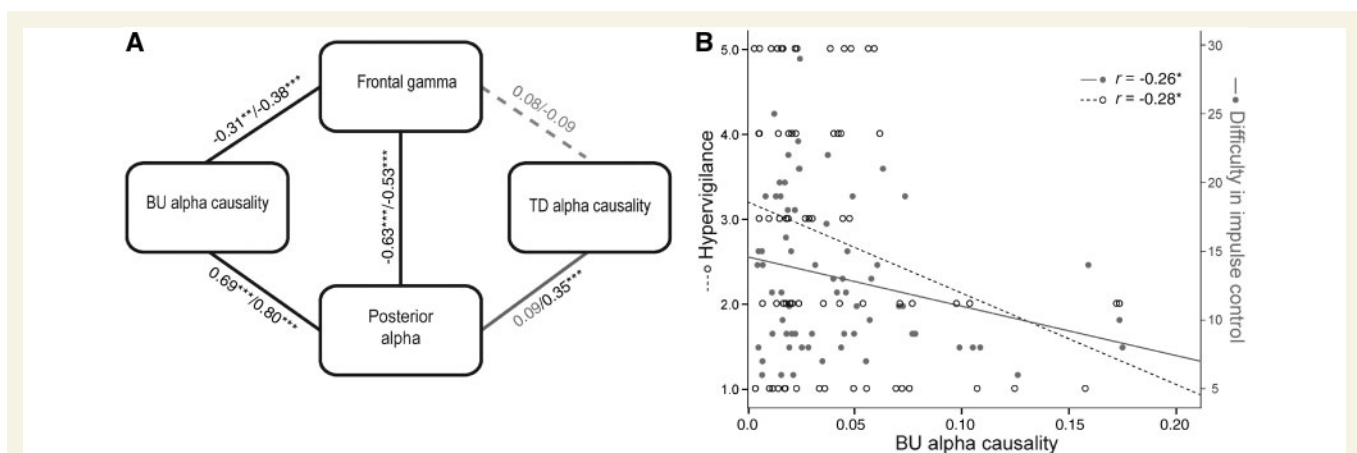 A
Frontal gamma
-0.31**/-0.38***
0.08/-0.09
BU alpha causality
-0.63***/-0.53***
TD alpha causality
0.69***/0.80***
0.09/0.35***
Posterior
alpha
B
5.0
4.0
3.0
2.0
1.0
Hypervigilance
r = -0.26*
r = -0.28*
30
25
20
15
10
5
Difficulty in impulse control
0.0
0.05
0.10
0.15
0.20
BU alpha causality